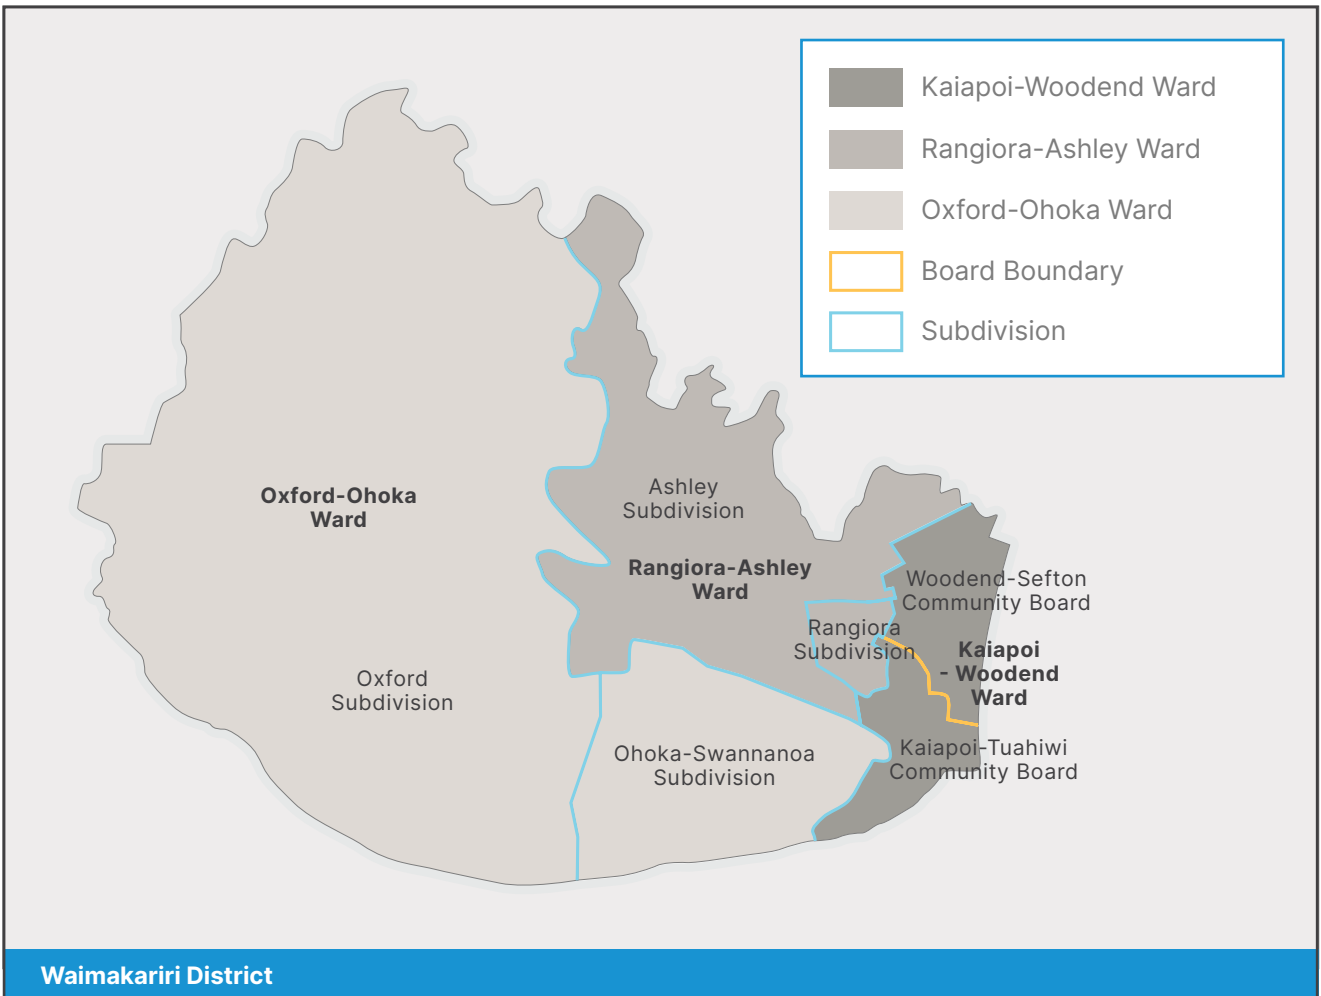 Kaiapoi-Woodend Ward
Rangiora-Ashley Ward
Oxford-Ohoka Ward
Board Boundary
Subdivision
Oxford-Ohoka
Ward
Ashley
Subdivision
Rangiora-Ashley
Ward
Woodend-Sefton
Community Board
Rangiora
Subdivision
Kaiapoi
- Woodend
Ward
Oxford
Subdivision
Ohoka-Swannanoa
Subdivision
Kaiapoi-Tuahiwi
Community Board
Waimakariri District